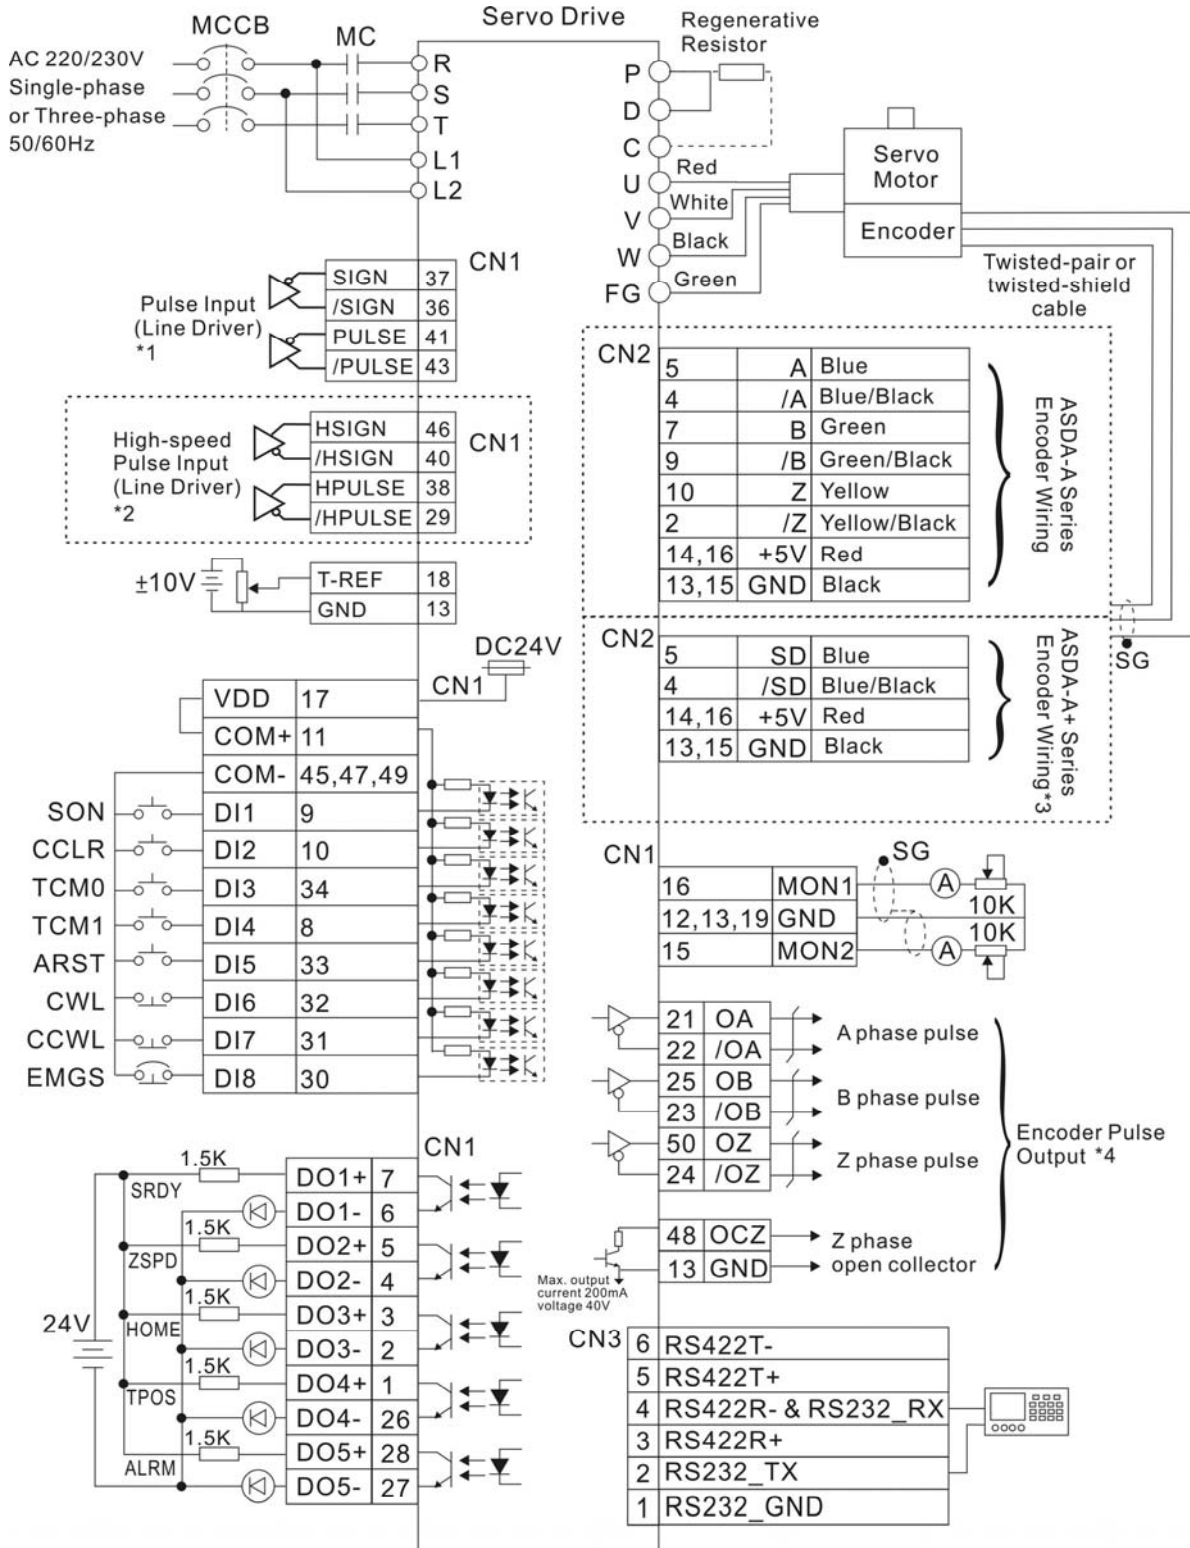 Servo Drive
MCCB
MC
AC 220/230V
Single-phase
or Three-phase
50/60Hz
R
S
T
L1
L2
Regenerative
Resistor
P
D
C
U
V
W
FG
Red
White
Black
Green
Servo
Motor
Encoder
Twisted-pair or
twisted-shield
cable
CN1
Pulse Input
(Line Driver)
*1
SIGN 37
/SIGN 36
PULSE 41
/PULSE 43
High-speed
Pulse Input
(Line Driver)
*2
HSIGN 46
/HSIGN 40
HPULSE 38
/HPULSE 29
CN1
±10V
T-REF 18
GND 13
CN2
5 A Blue
4 /A Blue/Black
7 B Green
9 /B Green/Black
10 Z Yellow
2 /Z Yellow/Black
14,16 +5V Red
13,15 GND Black
ASDA-A Series
Encoder Wiring
CN2
5 SD Blue
4 /SD Blue/Black
14,16 +5V Red
13,15 GND Black
ASDA-A+ Series
Encoder Wiring*3
SG
DC24V
CN1
VDD 17
COM+ 11
COM- 45,47,49
SON DI1 9
CCLR DI2 10
TCM0 DI3 34
TCM1 DI4 8
ARST DI5 33
CWL DI6 32
CCWL DI7 31
EMGS DI8 30
CN1
SG
16 MON1 A
10K
12,13,19 GND
10K
15 MON2 A
21 OA
22 /OA
A phase pulse
25 OB
23 /OB
B phase pulse
50 OZ
24 /OZ
Z phase pulse
48 OCZ
13 GND
Z phase
open collector
Max. output
current 200mA
voltage 40V
Encoder Pulse
Output *4
CN1
24V
1.5K
SRDY
DO1+ 7
DO1- 6
1.5K
ZSPD
DO2+ 5
DO2- 4
1.5K
HOME
DO3+ 3
DO3- 2
1.5K
TPOS
DO4+ 1
DO4- 26
1.5K
ALRM
DO5+ 28
DO5- 27
CN3
6 RS422T-
5 RS422T+
4 RS422R- & RS232_RX
3 RS422R+
2 RS232_TX
1 RS232_GND